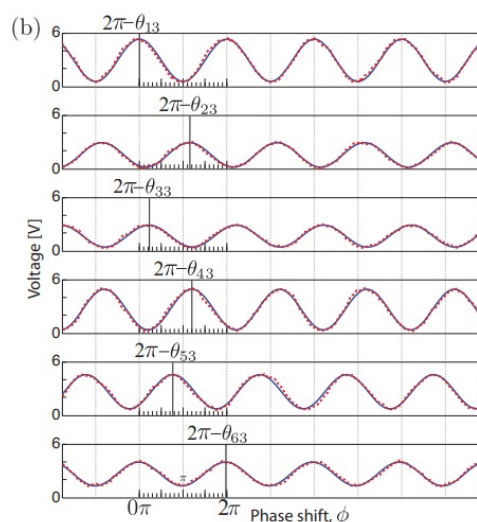 (b)
2π–θ₁₃
6
0
2π–θ₂₃
6
0
2π–θ₃₃
6
0
2π–θ₄₃
6
0
2π–θ₅₃
6
0
2π–θ₆₃
6
0
Voltage [V]
π
0π
2π
Phase shift, ϕ